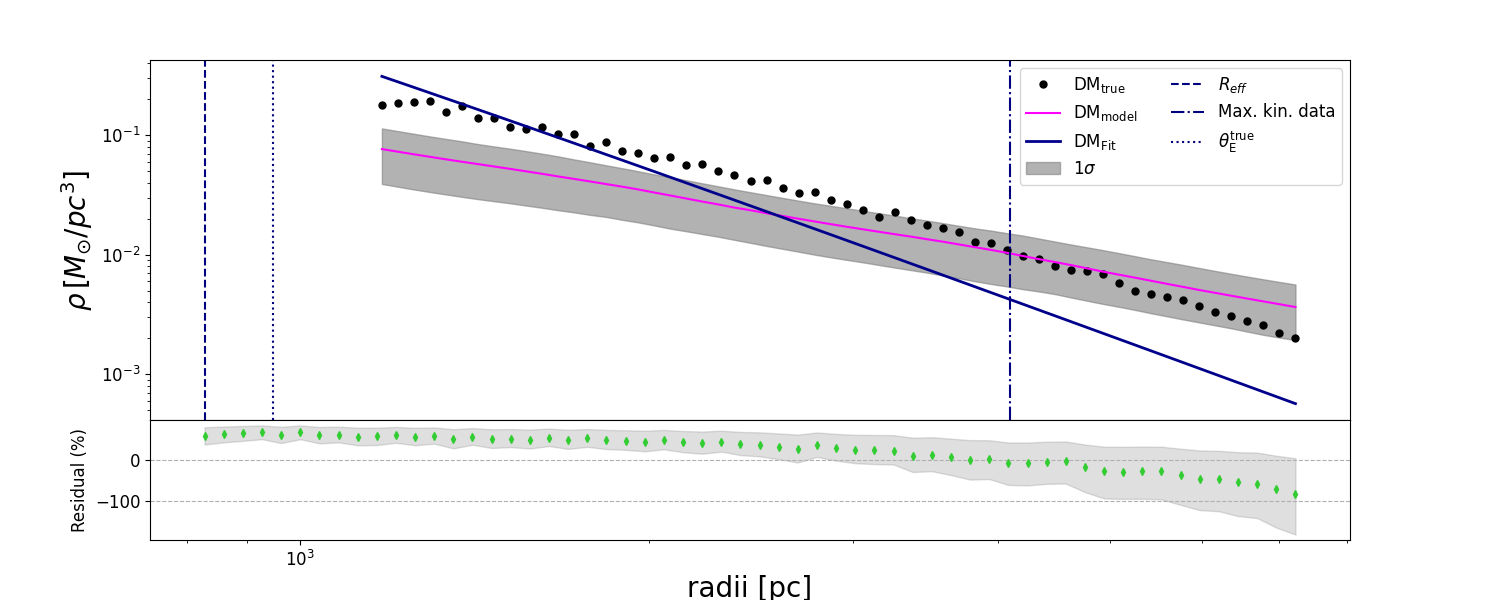 ρ [M⊙/pc³]
10⁻¹
10⁻²
10⁻³
DM_true
DM_model
DM_Fit
1σ
R_eff
Max. kin. data
θ_E^true
Residual (%)
0
−100
10³
radii [pc]